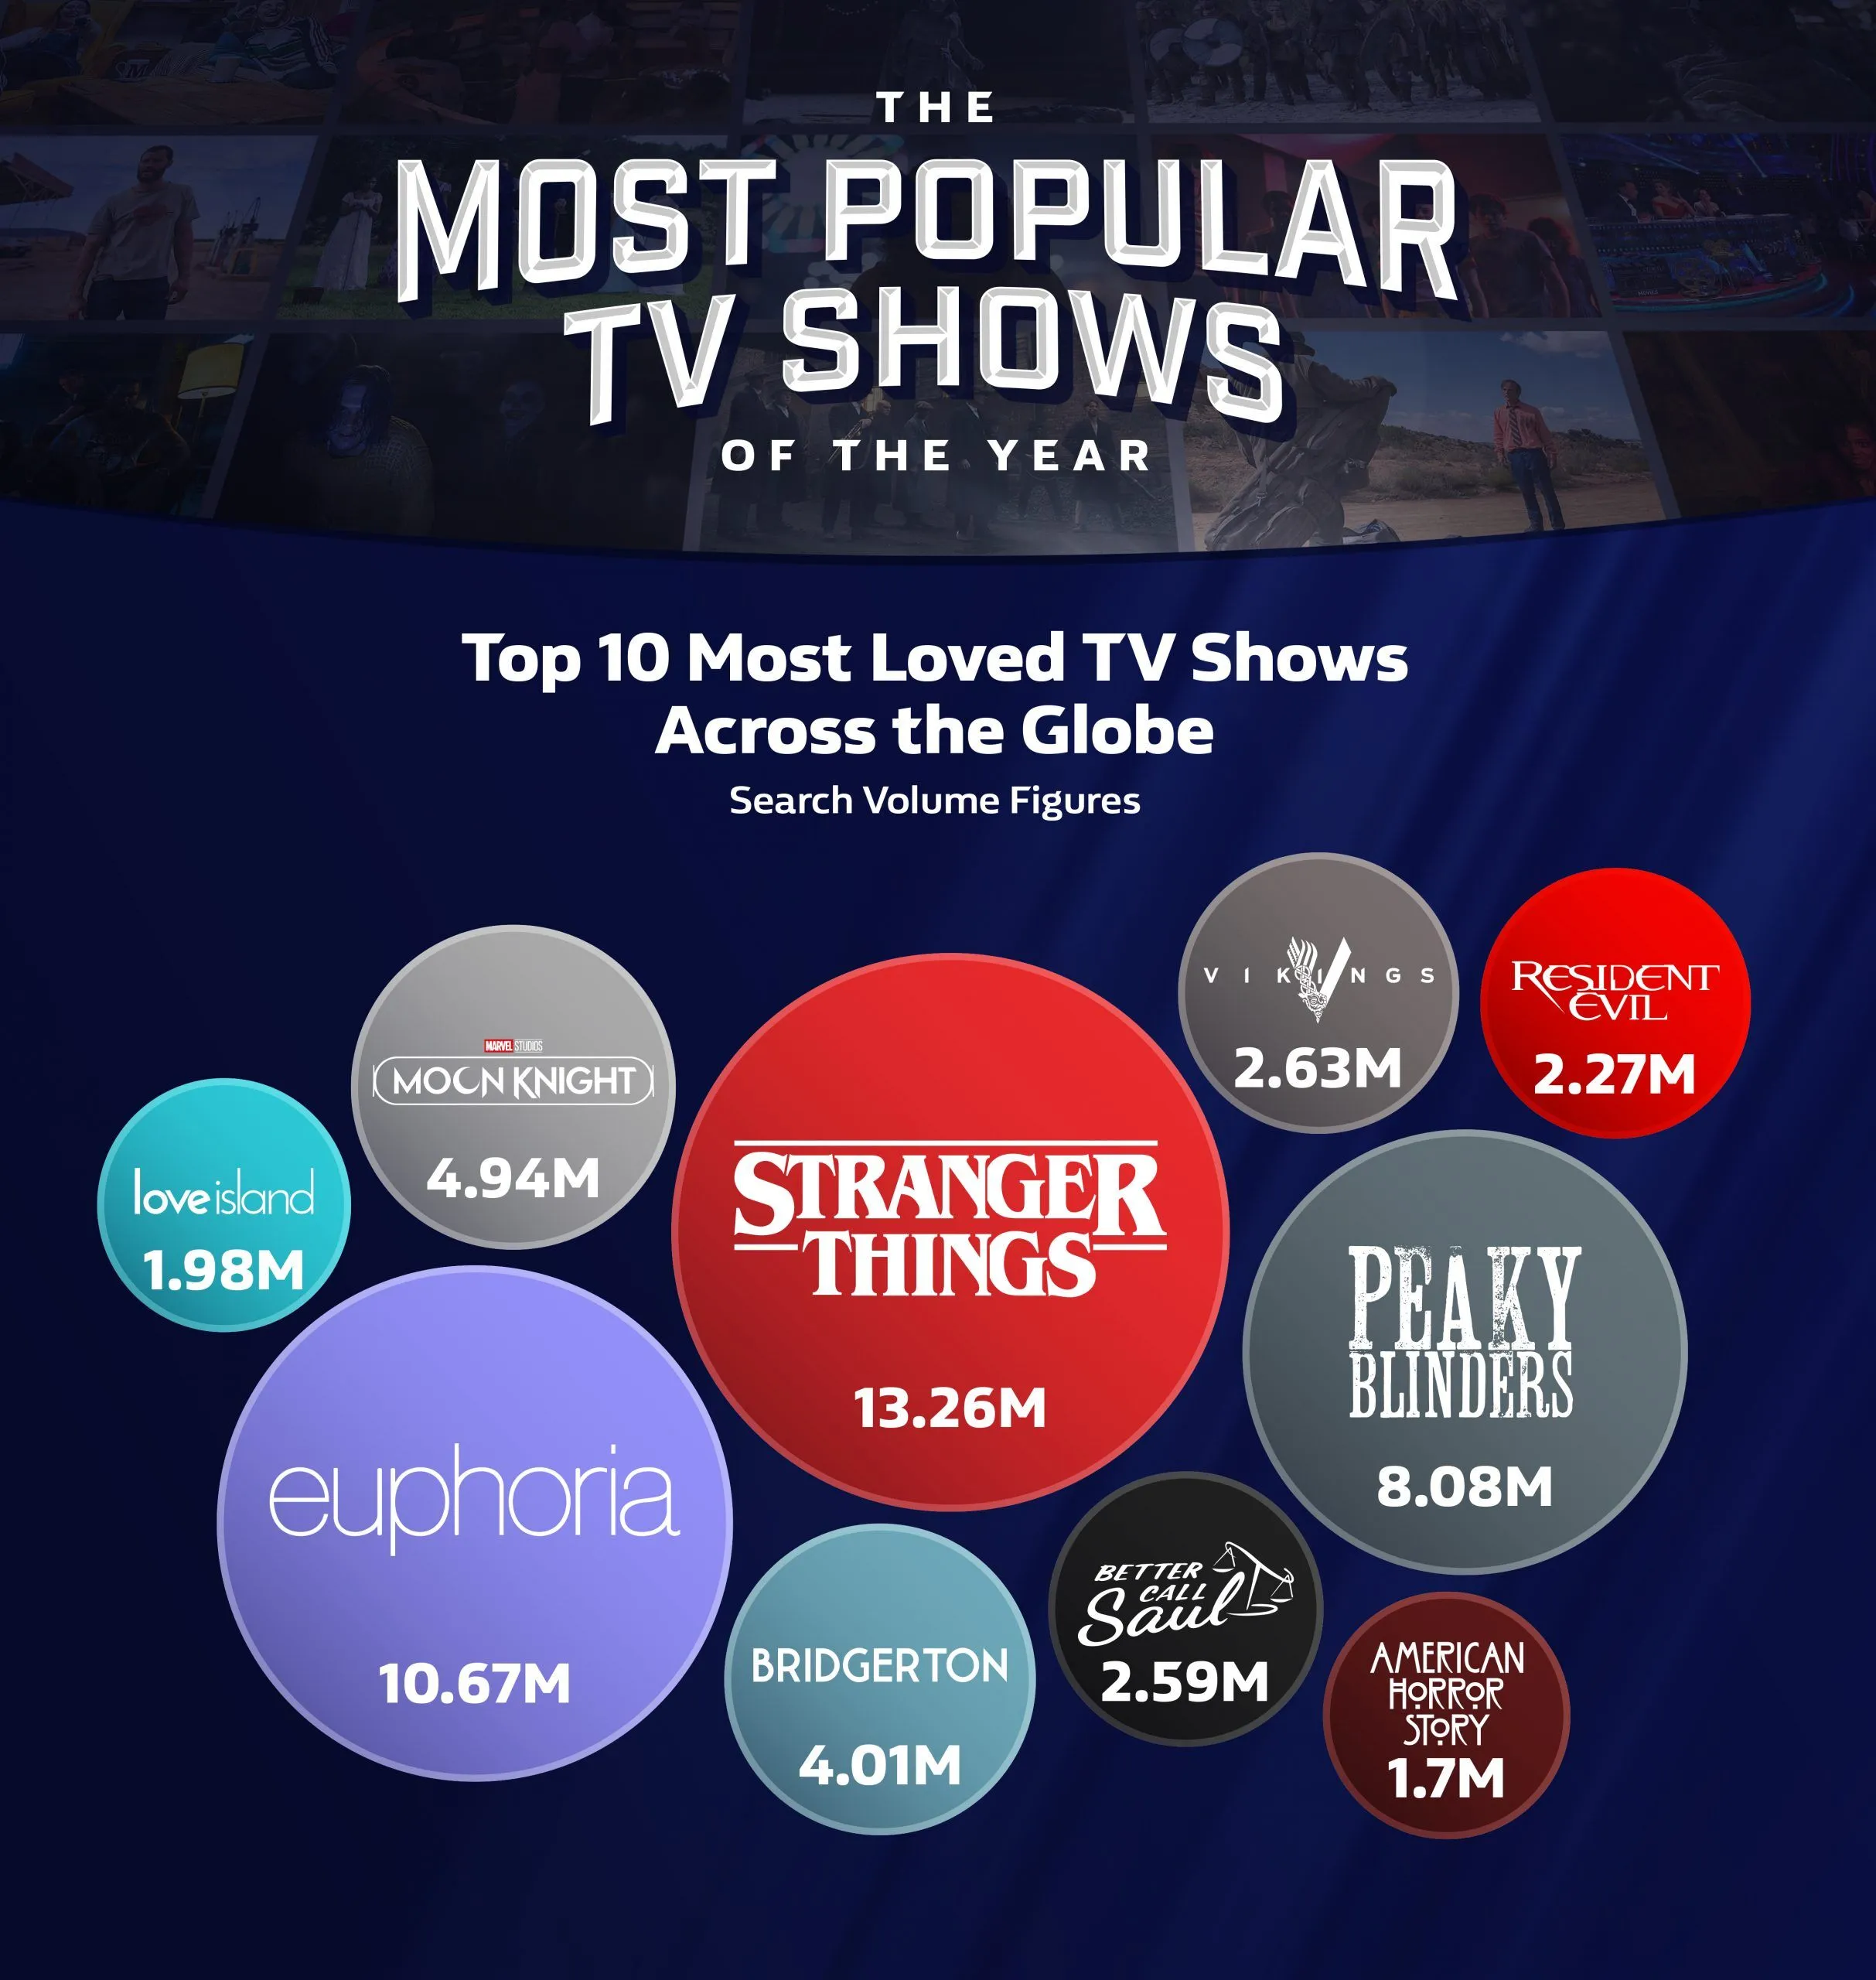 THE
MOST POPULAR
TV SHOWS
OF THE YEAR
Top 10 Most Loved TV Shows
Across the Globe
Search Volume Figures
VIKINGS
2.63M
RESIDENT
EVIL
2.27M
MARVEL STUDIOS
MOON KNIGHT
4.94M
love island
1.98M
STRANGER
THINGS
13.26M
PEAKY
BLINDERS
8.08M
euphoria
10.67M
BRIDGERTON
4.01M
BETTER
CALL
Saul
2.59M
AMERICAN
HORROR
STORY
1.7M